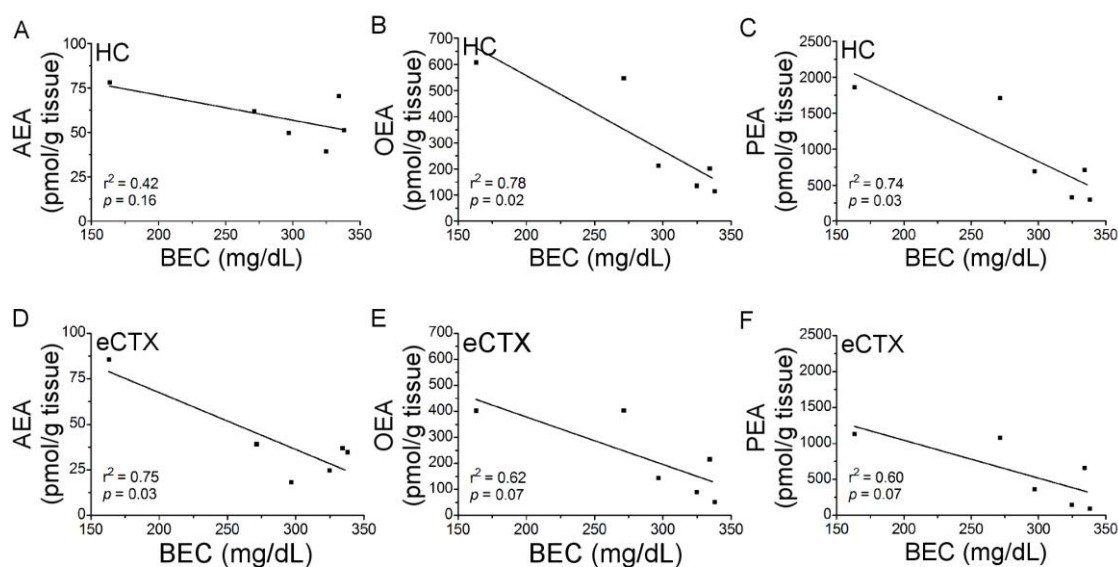 A
HC
100
75
50
25
0
AEA
(pmol/g tissue)
r² = 0.42
p = 0.16
150 200 250 300 350
BEC (mg/dL)
B
HC
700
600
500
400
300
200
100
0
OEA
(pmol/g tissue)
r² = 0.78
p = 0.02
150 200 250 300 350
BEC (mg/dL)
C
HC
2500
2000
1500
1000
500
0
PEA
(pmol/g tissue)
r² = 0.74
p = 0.03
150 200 250 300 350
BEC (mg/dL)
D
eCTX
100
75
50
25
0
AEA
(pmol/g tissue)
r² = 0.75
p = 0.03
150 200 250 300 350
BEC (mg/dL)
E
eCTX
700
600
500
400
300
200
100
0
OEA
(pmol/g tissue)
r² = 0.62
p = 0.07
150 200 250 300 350
BEC (mg/dL)
F
eCTX
2500
2000
1500
1000
500
0
PEA
(pmol/g tissue)
r² = 0.60
p = 0.07
150 200 250 300 350
BEC (mg/dL)